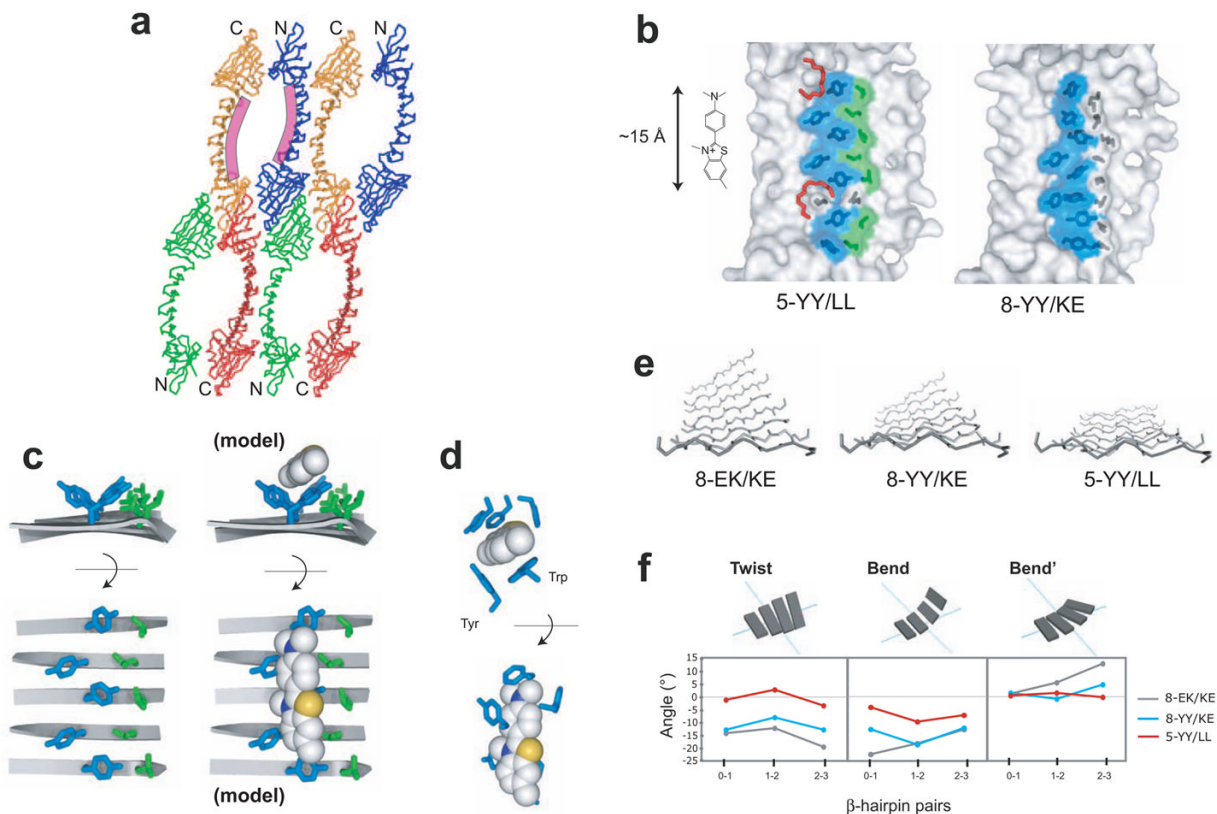 a
C N C N
N C N
b
~15 Å
N
N+
S
5-YY/LL
8-YY/KE
c
(model)
(model)
d
Trp
Tyr
e
8-EK/KE
8-YY/KE
5-YY/LL
f
Twist
Bend
Bend’
Angle (°)
15
10
5
0
-5
-10
-15
-20
-25
0-1 1-2 2-3 0-1 1-2 2-3 0-1 1-2 2-3
β-hairpin pairs
8-EK/KE
8-YY/KE
5-YY/LL